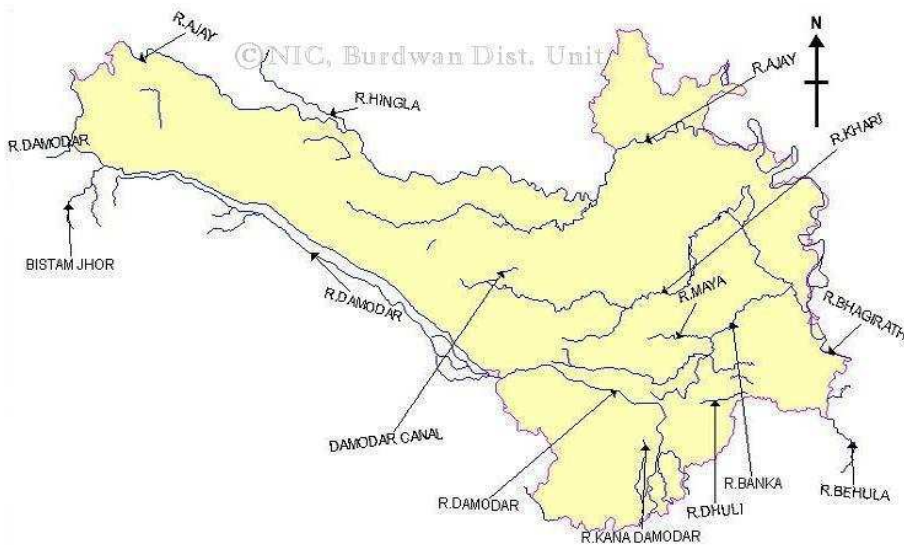 R.AJAY
©NIC, Burdwan Dist. Unit
N
R.AJAY
R.HINGLA
R.KHARI
R.DAMODAR
BISTAM JHOR
R.DAMODAR
R.MAYA
R.BHAGIRATH
DAMODAR CANAL
R.DAMODAR
R.BANKA
R.BEHULA
R.DHULI
R.KANA DAMODAR